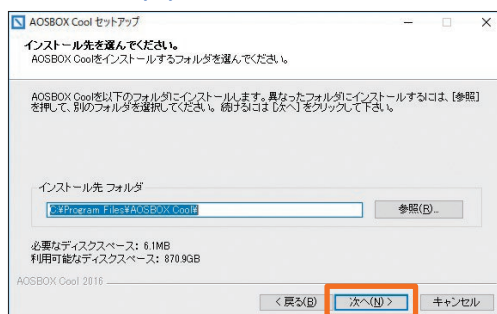 AOSBOX Cool セットアップ
インストール先を選んでください。
AOSBOX Coolをインストールするフォルダを選んでください。
AOSBOX Coolを以下のフォルダにインストールします。異なったフォルダにインストールするには、[参照]
を押して、別のフォルダを選択してください。続けるには [次へ] をクリックして下さい。
インストール先 フォルダ
C:¥Program Files¥AOSBOX Cool¥
参照(R)...
必要なディスクスペース: 6.1MB
利用可能なディスクスペース: 870.9GB
AOSBOX Cool 2016
< 戻る(B)
次へ(N) >
キャンセル